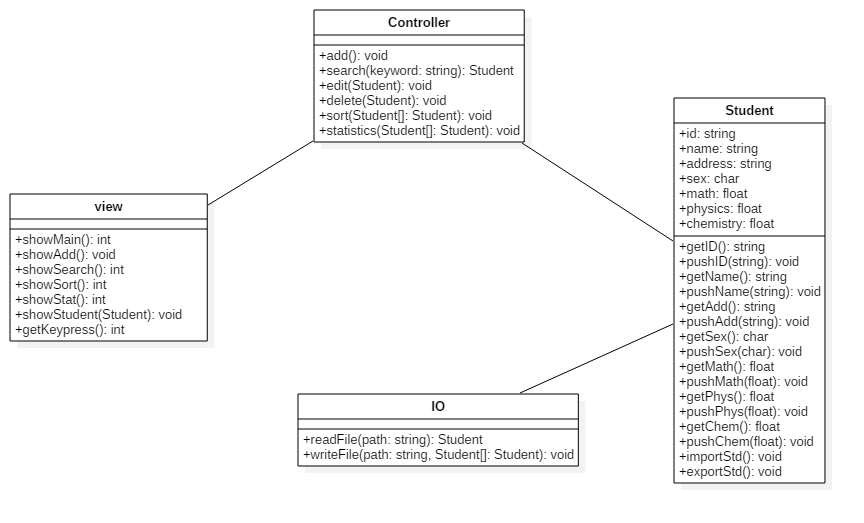 Controller
+add(): void
+search(keyword: string): Student
+edit(Student): void
+delete(Student): void
+sort(Student[]: Student): void
+statistics(Student[]: Student): void
view
+showMain(): int
+showAdd(): void
+showSearch(): int
+showSort(): int
+showStat(): int
+showStudent(Student): void
+getKeypress(): int
Student
+id: string
+name: string
+address: string
+sex: char
+math: float
+physics: float
+chemistry: float
+getID(): string
+pushID(string): void
+getName(): string
+pushName(string): void
+getAdd(): string
+pushAdd(string): void
+getSex(): char
+pushSex(char): void
+getMath(): float
+pushMath(float): void
+getPhys(): float
+pushPhys(float): void
+getChem(): float
+pushChem(float): void
+importStd(): void
+exportStd(): void
IO
+readFile(path: string): Student
+writeFile(path: string, Student[]: Student): void